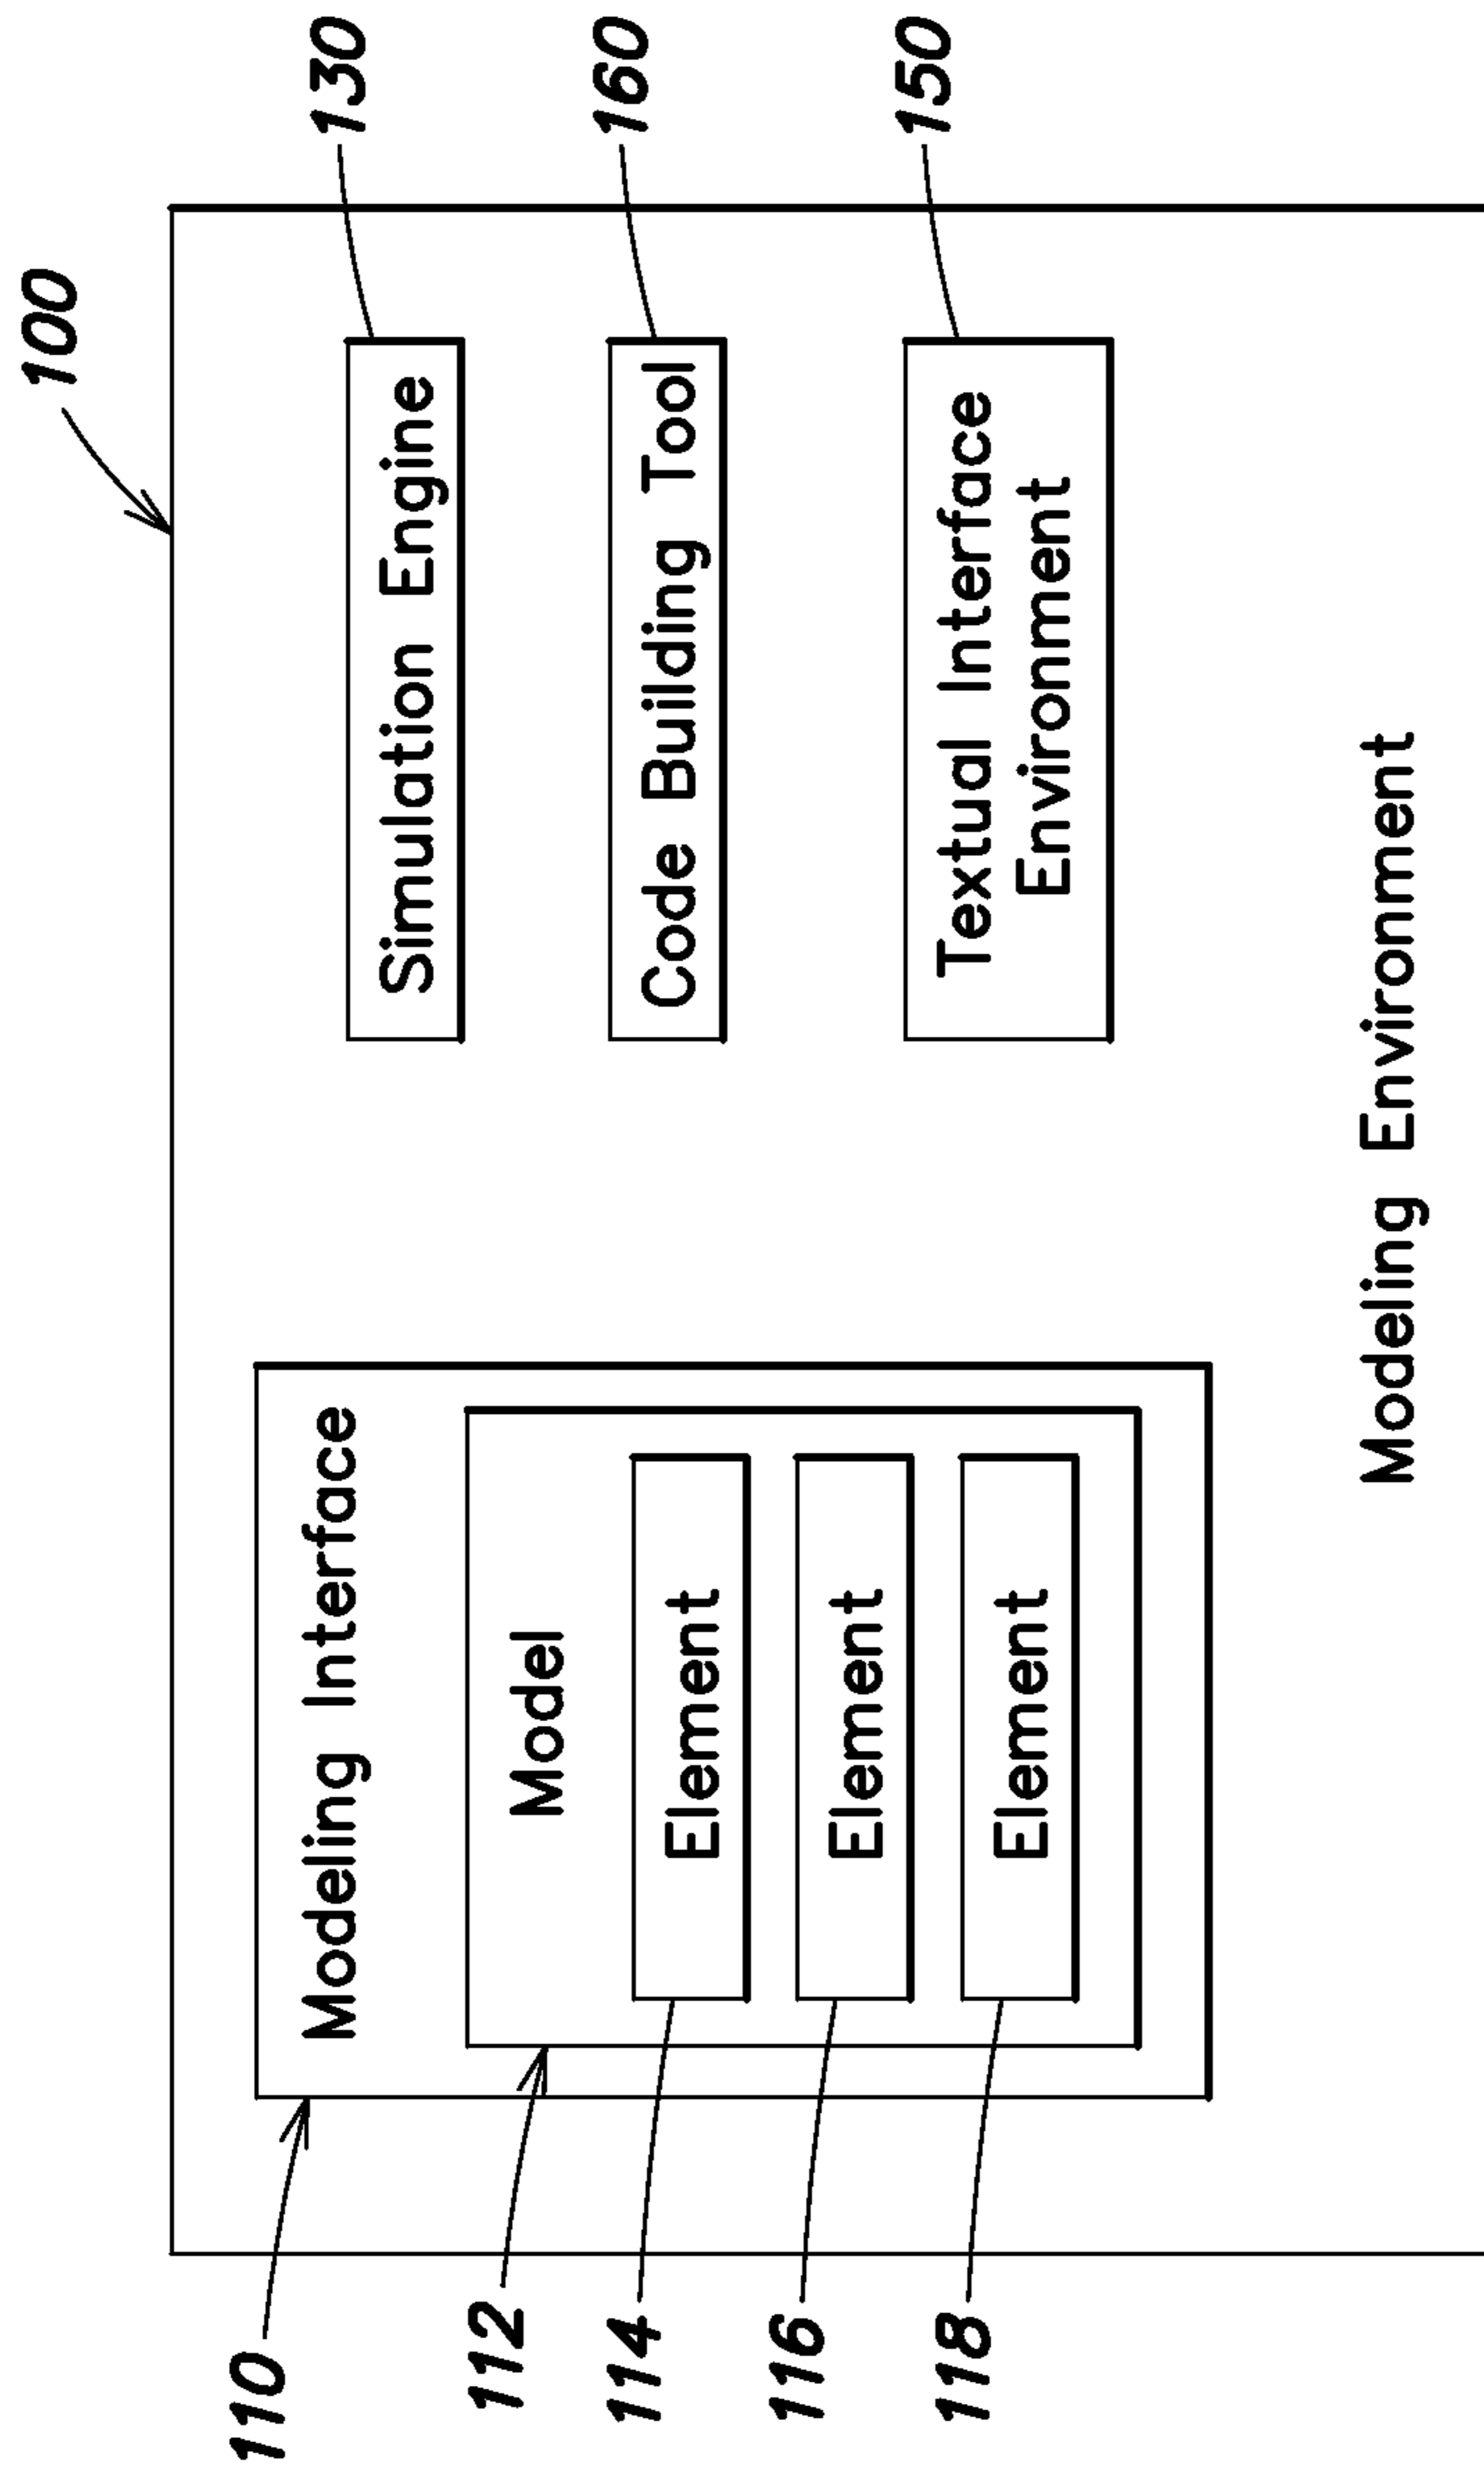 100
110
Modeling Interface
112
Model
114
Element
116
Element
118
Element
130
Simulation Engine
160
Code Building Tool
150
Textual Interface
Environment
Modeling Environment